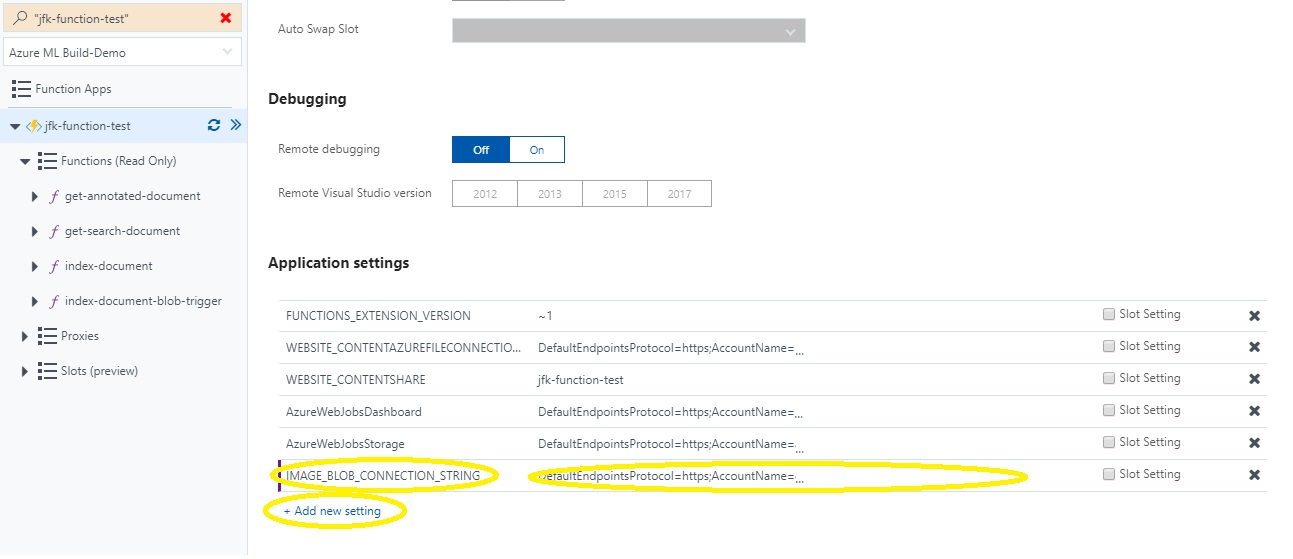 "jfk-function-test"
Azure ML Build-Demo
Function Apps
jfk-function-test
Functions (Read Only)
f get-annotated-document
f get-search-document
f index-document
f index-document-blob-trigger
Proxies
Slots (preview)
Auto Swap Slot
Debugging
Remote debugging Off On
Remote Visual Studio version 2012 2013 2015 2017
Application settings
FUNCTIONS_EXTENSION_VERSION ~1 Slot Setting
WEBSITE_CONTENTAZUREFILECONNECTIO... DefaultEndpointsProtocol=https;AccountName=... Slot Setting
WEBSITE_CONTENTSHARE jfk-function-test Slot Setting
AzureWebJobsDashboard DefaultEndpointsProtocol=https;AccountName=... Slot Setting
AzureWebJobsStorage DefaultEndpointsProtocol=https;AccountName=... Slot Setting
IMAGE_BLOB_CONNECTION_STRING DefaultEndpointsProtocol=https;AccountName=... Slot Setting
+ Add new setting